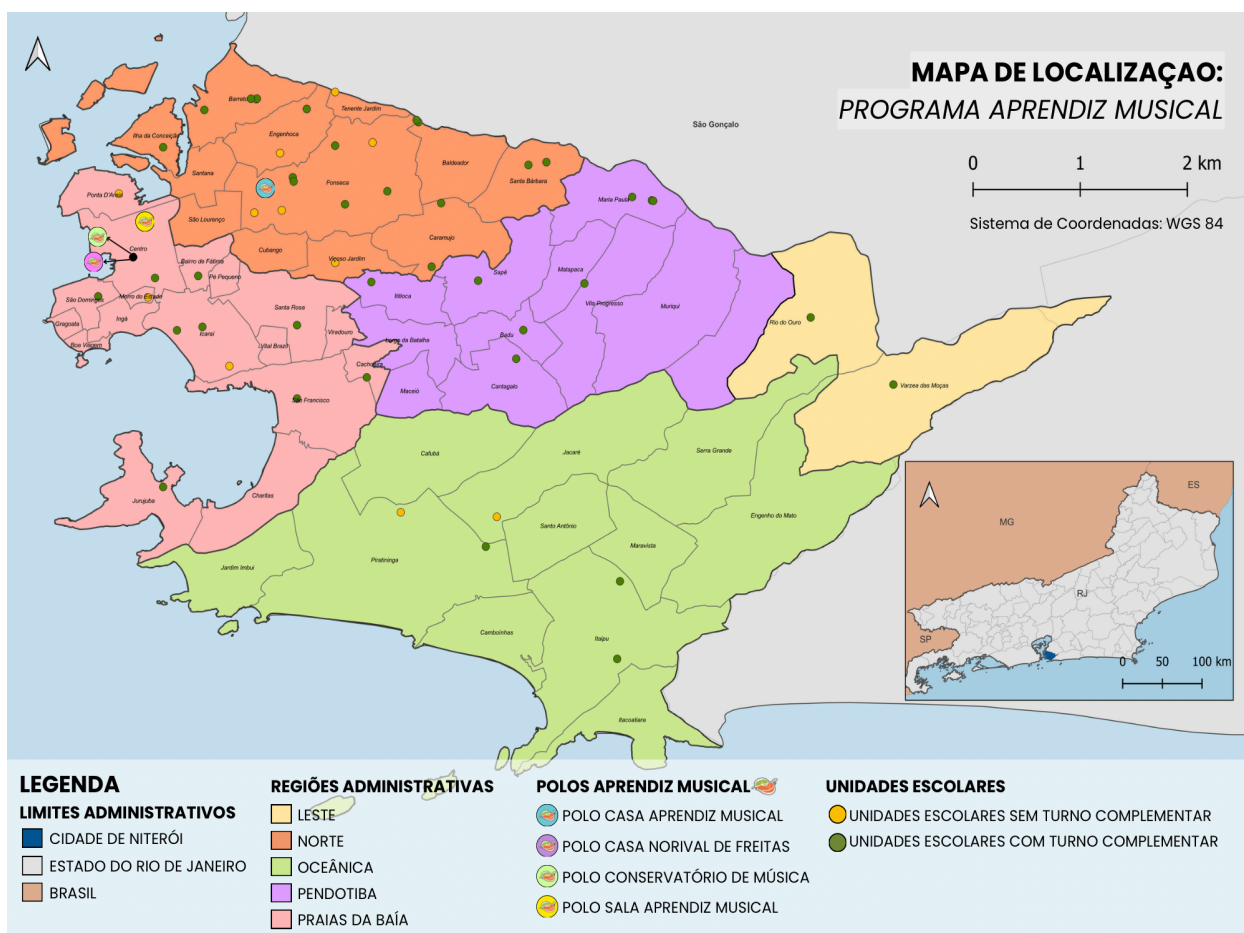 MAPA DE LOCALIZAÇAO:
PROGRAMA APRENDIZ MUSICAL
0 1 2 km
Sistema de Coordenadas: WGS 84
São Gonçalo
Barreto
Tenente Jardim
Ilha da Conceição
Engenhoca
Baldeador
Santana
Fonseca
Santa Bárbara
Ponta D'Areia
São Lourenço
Maria Paula
Caramujo
Centro
Cubango
Viçoso Jardim
Bairro de Fátima
Pé Pequeno
Sapê
Matapaca
São Domingos
Morro do Estado
Ititioca
Vila Progresso
Muriqui
Santa Rosa
Gragoatá
Ingá
Icaraí
Viradouro
Badu
Rio do Ouro
Boa Viagem
Vital Brazil
Largo da Batalha
Cachoeira
Maceió
Cantagalo
Varzea das Moças
São Francisco
Cafubá
Jacaré
Serra Grande
Jurujuba
Charitas
Engenho do Mato
Santo Antônio
Maravista
Piratininga
Jardim Imbui
Camboinhas
Itaipu
Itacoatiara
ES
MG
RJ
SP
0 50 100 km
LEGENDA
LIMITES ADMINISTRATIVOS
CIDADE DE NITERÓI
ESTADO DO RIO DE JANEIRO
BRASIL
REGIÕES ADMINISTRATIVAS
LESTE
NORTE
OCEÂNICA
PENDOTIBA
PRAIAS DA BAÍA
POLOS APRENDIZ MUSICAL
POLO CASA APRENDIZ MUSICAL
POLO CASA NORIVAL DE FREITAS
POLO CONSERVATÓRIO DE MÚSICA
POLO SALA APRENDIZ MUSICAL
UNIDADES ESCOLARES
UNIDADES ESCOLARES SEM TURNO COMPLEMENTAR
UNIDADES ESCOLARES COM TURNO COMPLEMENTAR